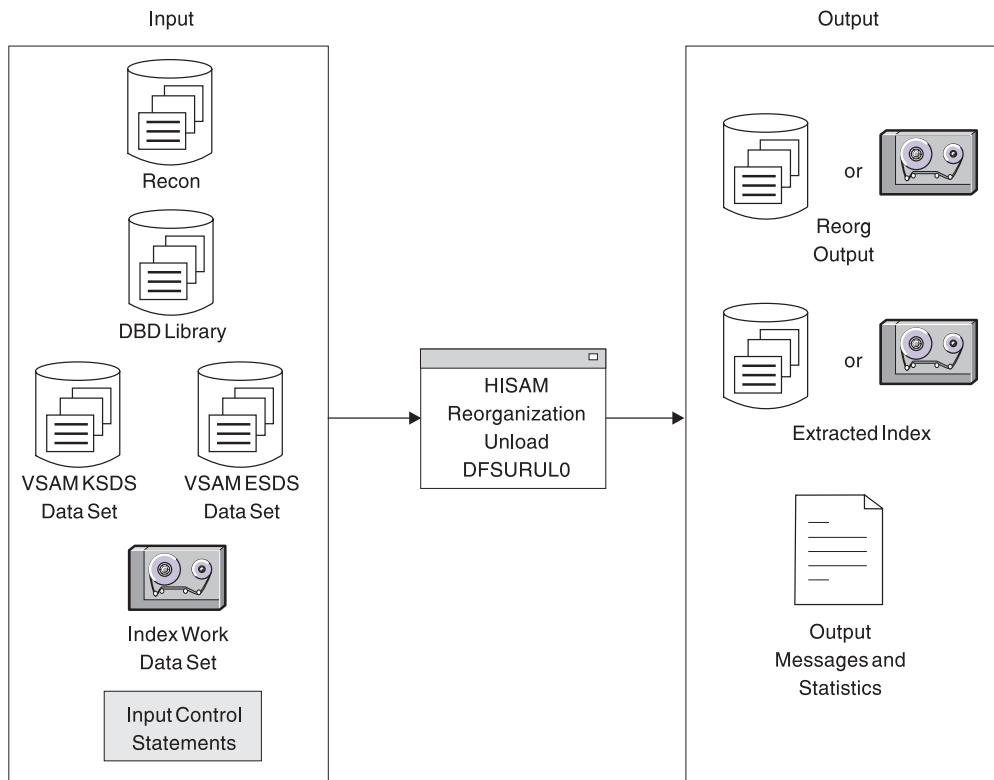 Input
Recon
DBD Library
VSAM KSDS
Data Set
VSAM ESDS
Data Set
Index Work
Data Set
Input Control
Statements
HISAM
Reorganization
Unload
DFSURUL0
Output
or
Reorg
Output
or
Extracted Index
Output
Messages and
Statistics